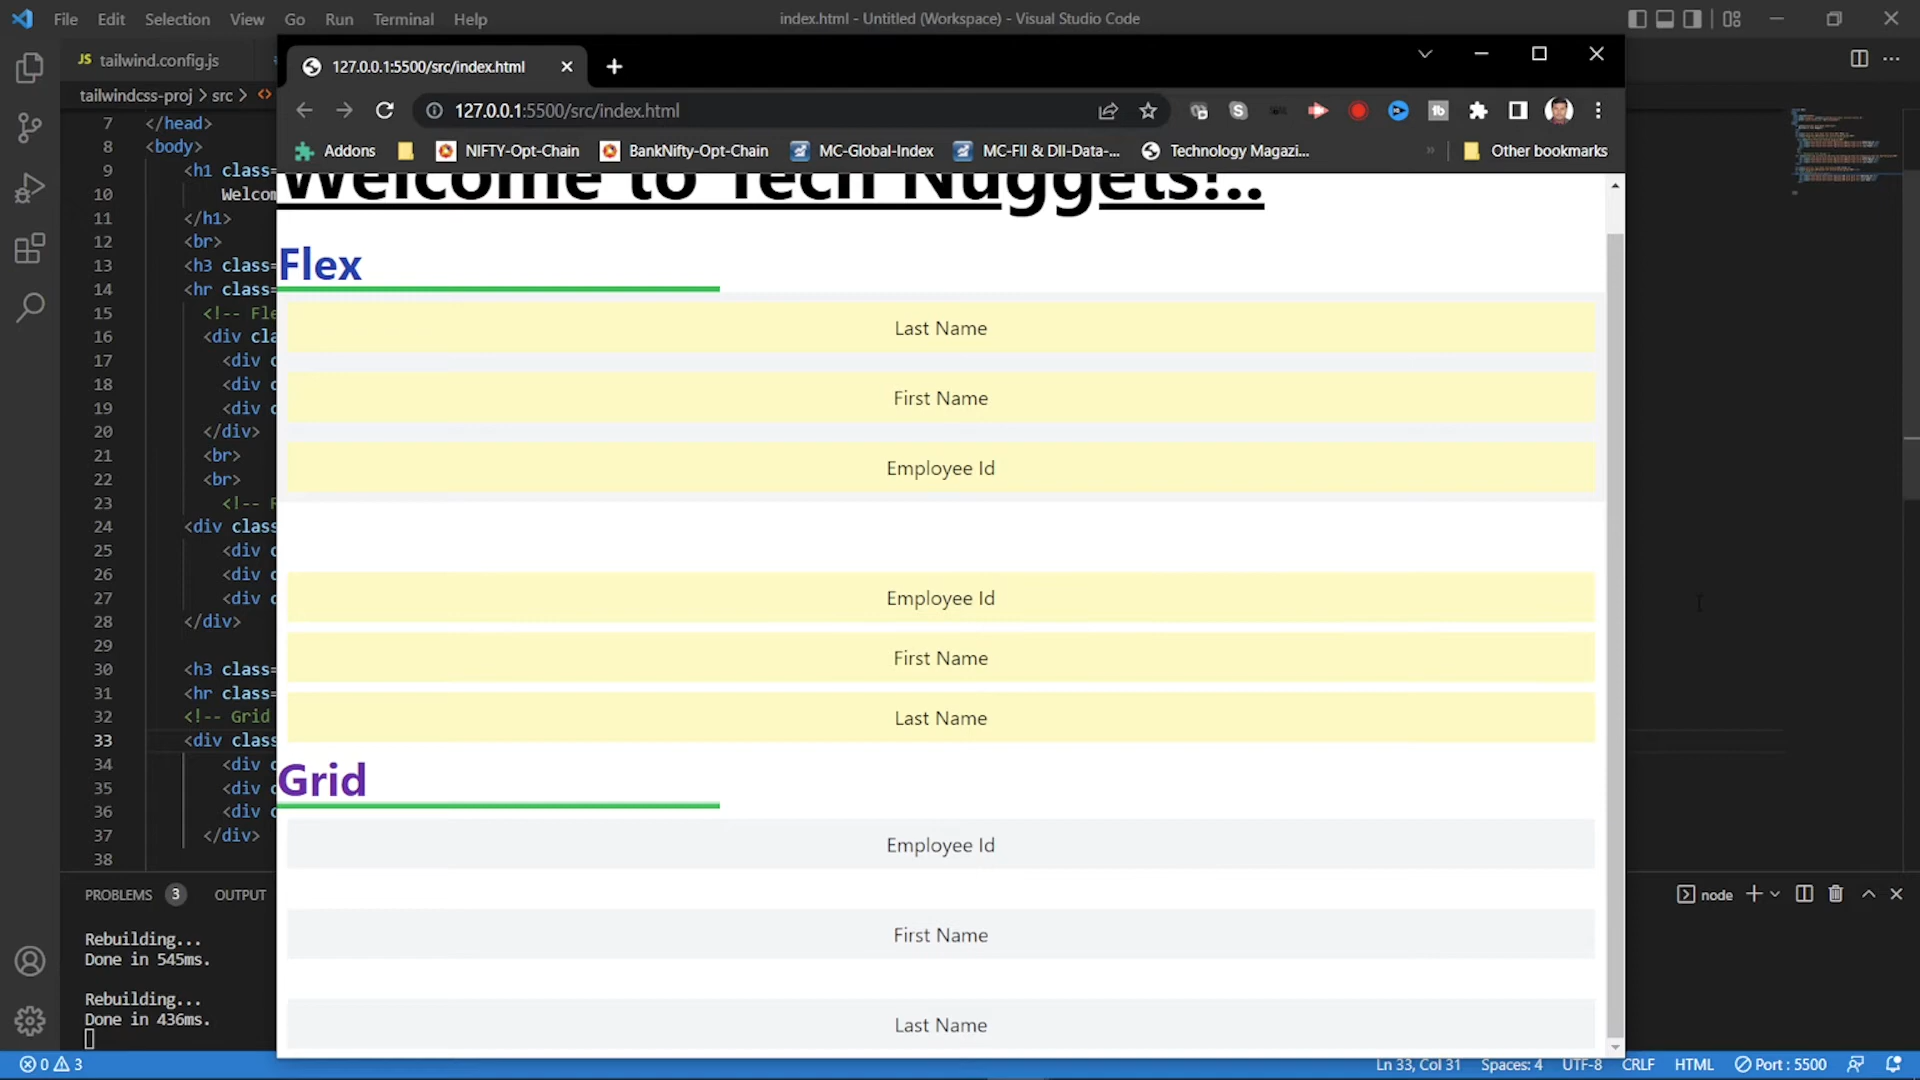 File Edit Selection View Go Run Terminal Help
index.html - Untitled (Workspace) - Visual Studio Code
JS tailwind.config.js
tailwindcss-proj > src >
127.0.0.1:5500/src/index.html
127.0.0.1:5500/src/index.html
Addons NIFTY-Opt-Chain BankNifty-Opt-Chain MC-Global-Index MC-FII & DII-Data-... Technology Magazi... » Other bookmarks
7 </head>
8 <body>
9 <h1 class=
10 Welcom
11 </h1>
12 <br>
13 <h3 class=
14 <hr class=
15 <!-- Fle
16 <div cla
17 <div c
18 <div c
19 <div c
20 </div>
21 <br>
22 <br>
23 <!-- R
24 <div class
25 <div c
26 <div c
27 <div c
28 </div>
29
30 <h3 class=
31 <hr class=
32 <!-- Grid
33 <div class
34 <div c
35 <div c
36 <div c
37 </div>
38
Welcome to Tech Nuggets!..
Flex
Last Name
First Name
Employee Id
Employee Id
First Name
Last Name
Grid
Employee Id
First Name
Last Name
PROBLEMS 3 OUTPUT
node
Rebuilding...
Done in 545ms.
Rebuilding...
Done in 436ms.
0 3
Ln 33, Col 31 Spaces: 4 UTF-8 CRLF HTML Port : 5500